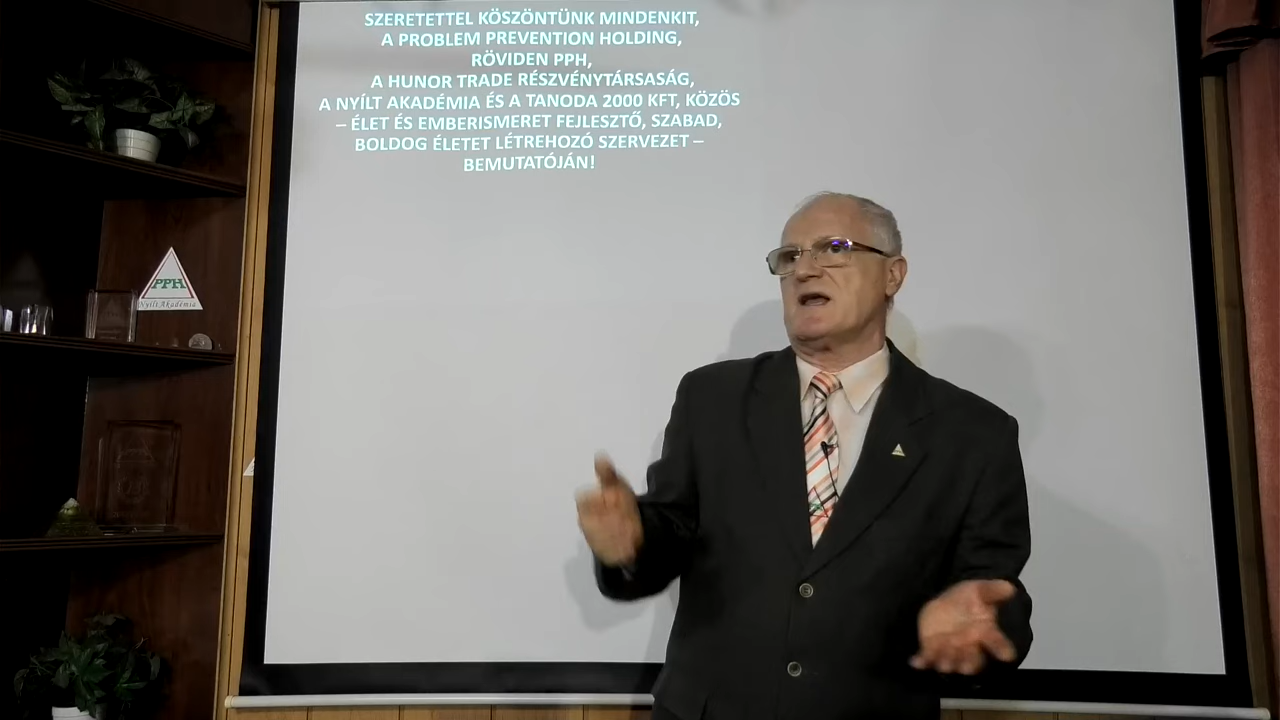 SZERETETTEL KÖSZÖNTÜNK MINDENKIT,
A PROBLEM PREVENTION HOLDING,
RÖVIDEN PPH,
A HUNOR TRADE RÉSZVÉNYTÁRSASÁG,
A NYÍLT AKADÉMIA ÉS A TANODA 2000 KFT, KÖZÖS
– ÉLET ÉS EMBERISMERET FEJLESZTŐ, SZABAD,
BOLDOG ÉLETET LÉTREHOZÓ SZERVEZET –
BEMUTATÓJÁN!
PPH
Nyílt Akadémia